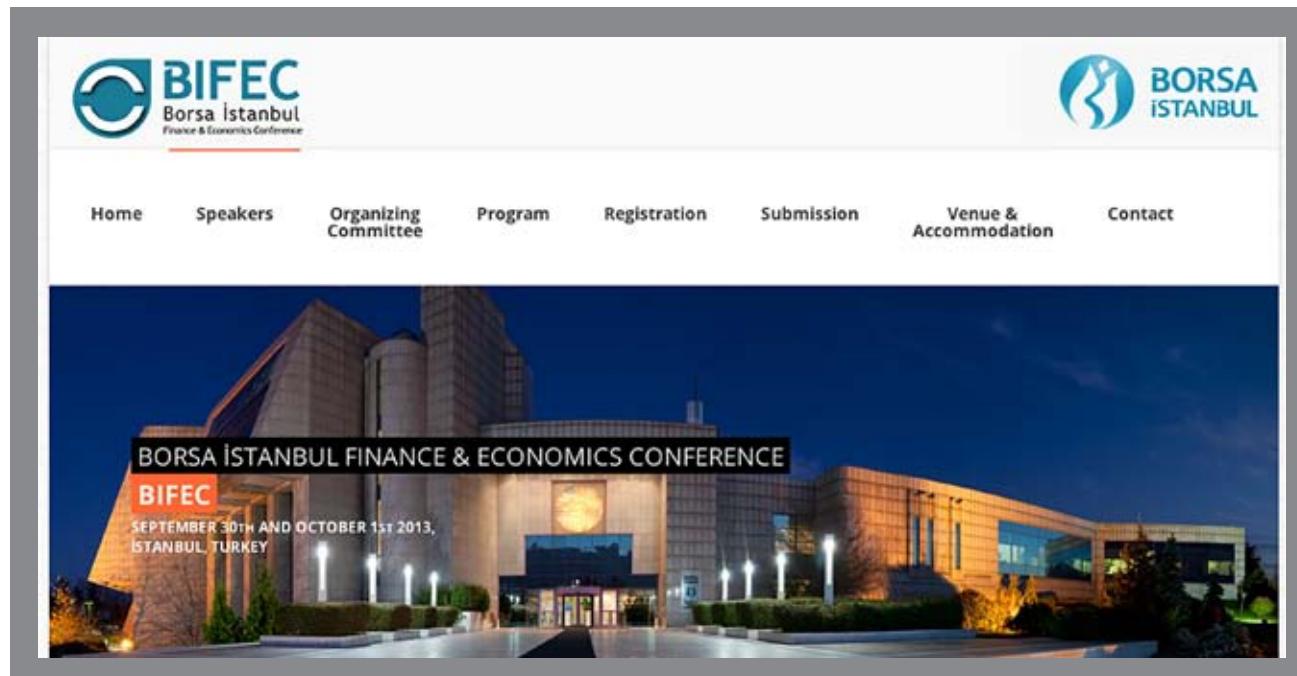 BIFEC
Borsa İstanbul
Finance & Economics Conference
BORSA
İSTANBUL
Home
Speakers
Organizing
Committee
Program
Registration
Submission
Venue &
Accommodation
Contact
BORSA İSTANBUL FINANCE & ECONOMICS CONFERENCE
BIFEC
SEPTEMBER 30TH AND OCTOBER 1ST 2013,
ISTANBUL, TURKEY